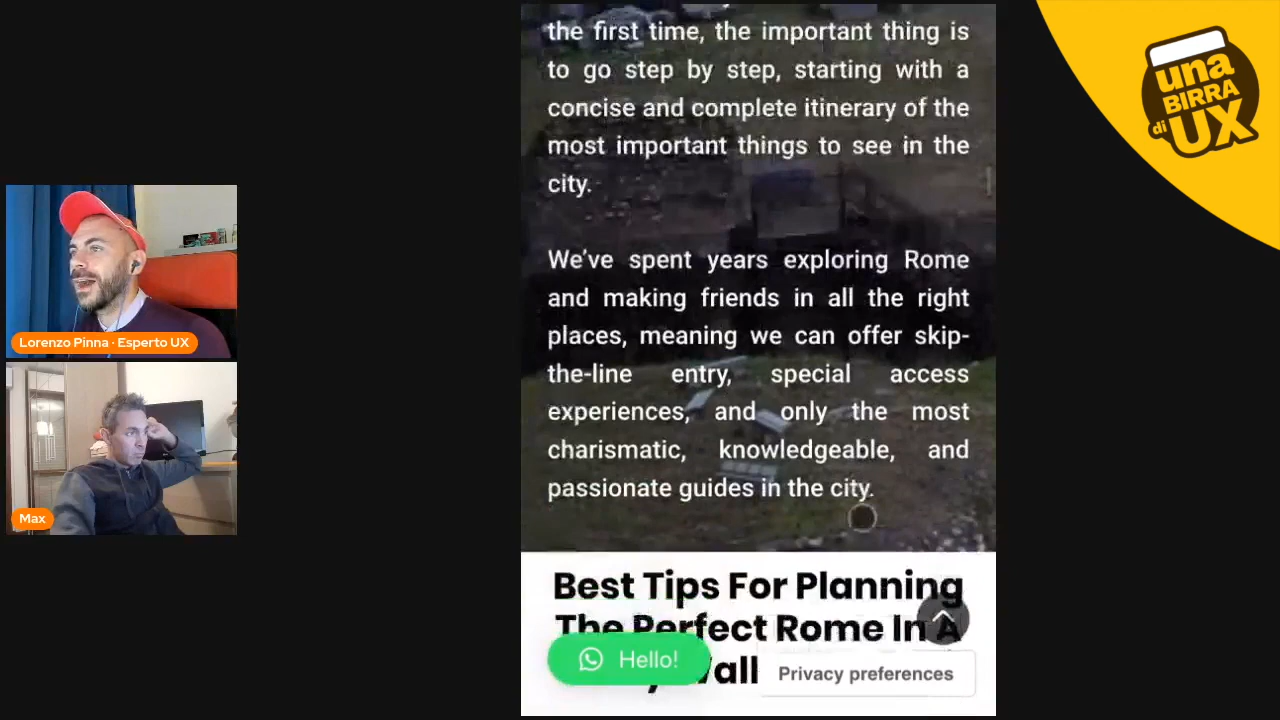 the first time, the important thing is
to go step by step, starting with a
concise and complete itinerary of the
most important things to see in the
city.
We've spent years exploring Rome
and making friends in all the right
places, meaning we can offer skip-
the-line entry, special access
experiences, and only the most
charismatic, knowledgeable, and
passionate guides in the city.
Best Tips For Planning
The Perfect Rome In A
Hello!
Privacy preferences
Lorenzo Pinna · Esperto UX
Max
una
BIRRA
di UX